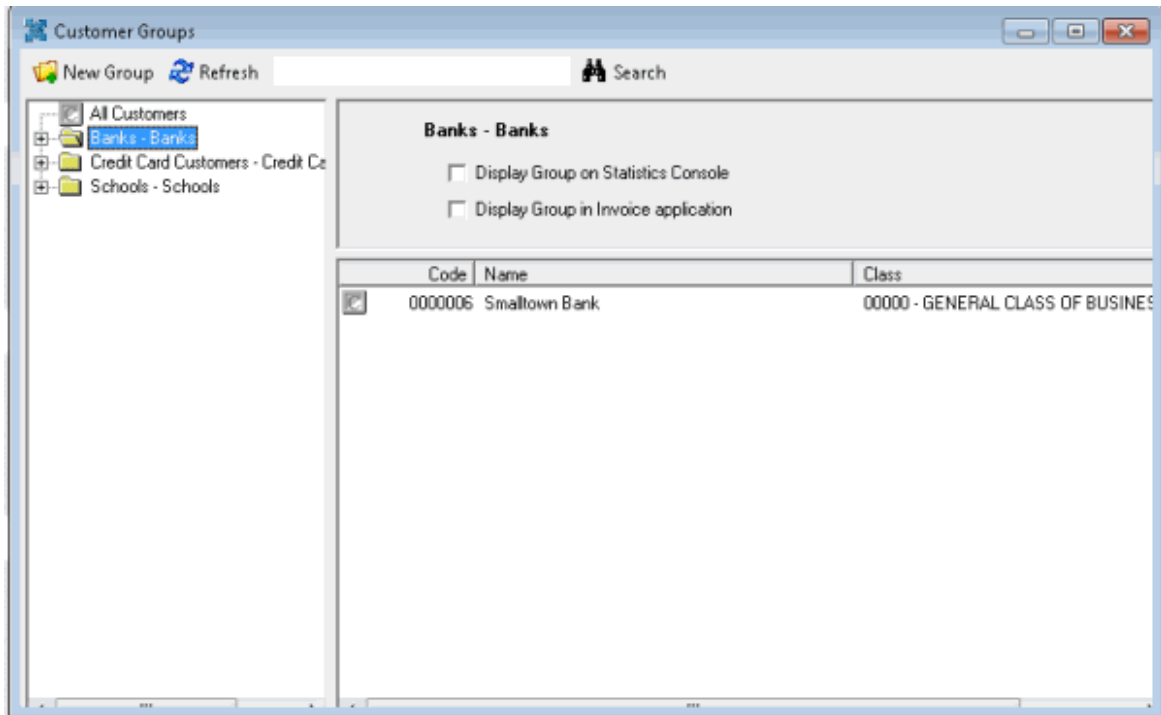 Customer Groups
New Group Refresh Search
All Customers
Banks - Banks
Credit Card Customers - Credit Ca
Schools - Schools
Banks - Banks
Display Group on Statistics Console
Display Group in Invoice application
Code Name Class
0000006 Smalltown Bank 00000 - GENERAL CLASS OF BUSINES